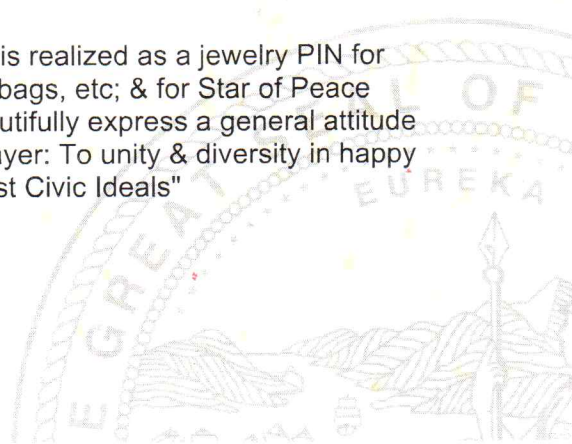 is realized as a jewelry PIN for
bags, etc; & for Star of Peace
utifully express a general attitude
yer: To unity & diversity in happy
st Civic Ideals"
E GREAT SEAL OF
EUREKA